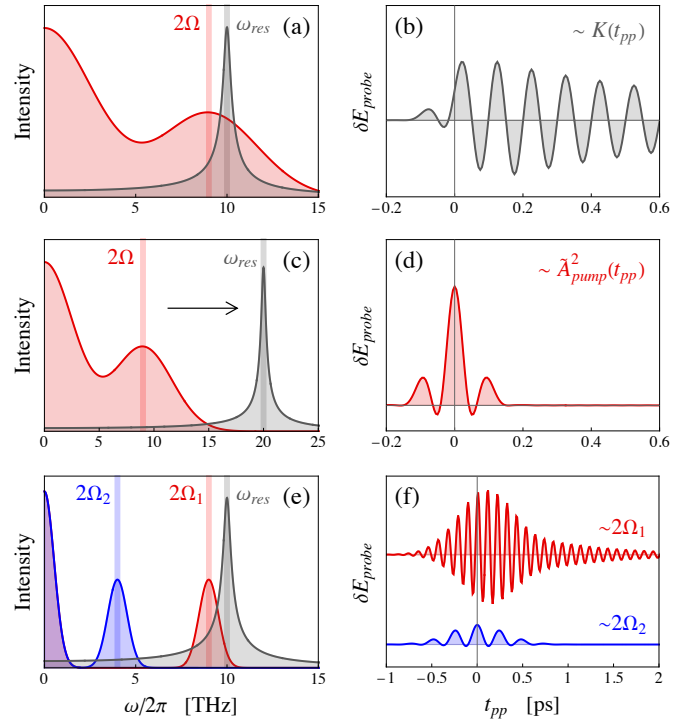 2Ω
ω_res
(a)
Intensity
0
5
10
15
(b)
~ K(t_pp)
δE_probe
−0.2
0
0.2
0.4
0.6
2Ω
ω_res
(c)
Intensity
0
5
10
15
20
25
(d)
~ Ã²_pump(t_pp)
δE_probe
−0.2
0
0.2
0.4
0.6
2Ω₂
2Ω₁
ω_res
(e)
Intensity
0
5
10
15
ω/2π [THz]
(f)
~2Ω₁
~2Ω₂
δE_probe
−1
−0.5
0
0.5
1
1.5
2
t_pp [ps]